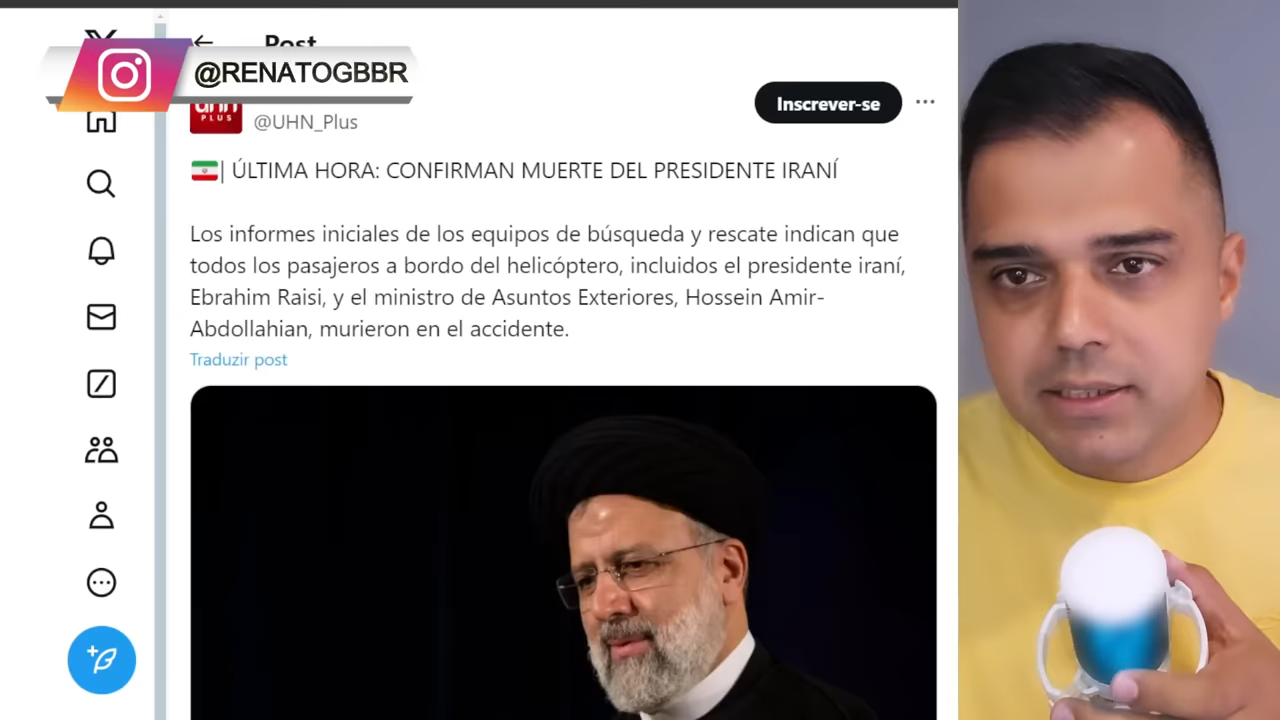 @RENATOGBBR
Post
uhn
PLUS
@UHN_Plus
Inscrever-se
| ÚLTIMA HORA: CONFIRMAN MUERTE DEL PRESIDENTE IRANÍ
Los informes iniciales de los equipos de búsqueda y rescate indican que
todos los pasajeros a bordo del helicóptero, incluidos el presidente iraní,
Ebrahim Raisi, y el ministro de Asuntos Exteriores, Hossein Amir-
Abdollahian, murieron en el accidente.
Traduzir post